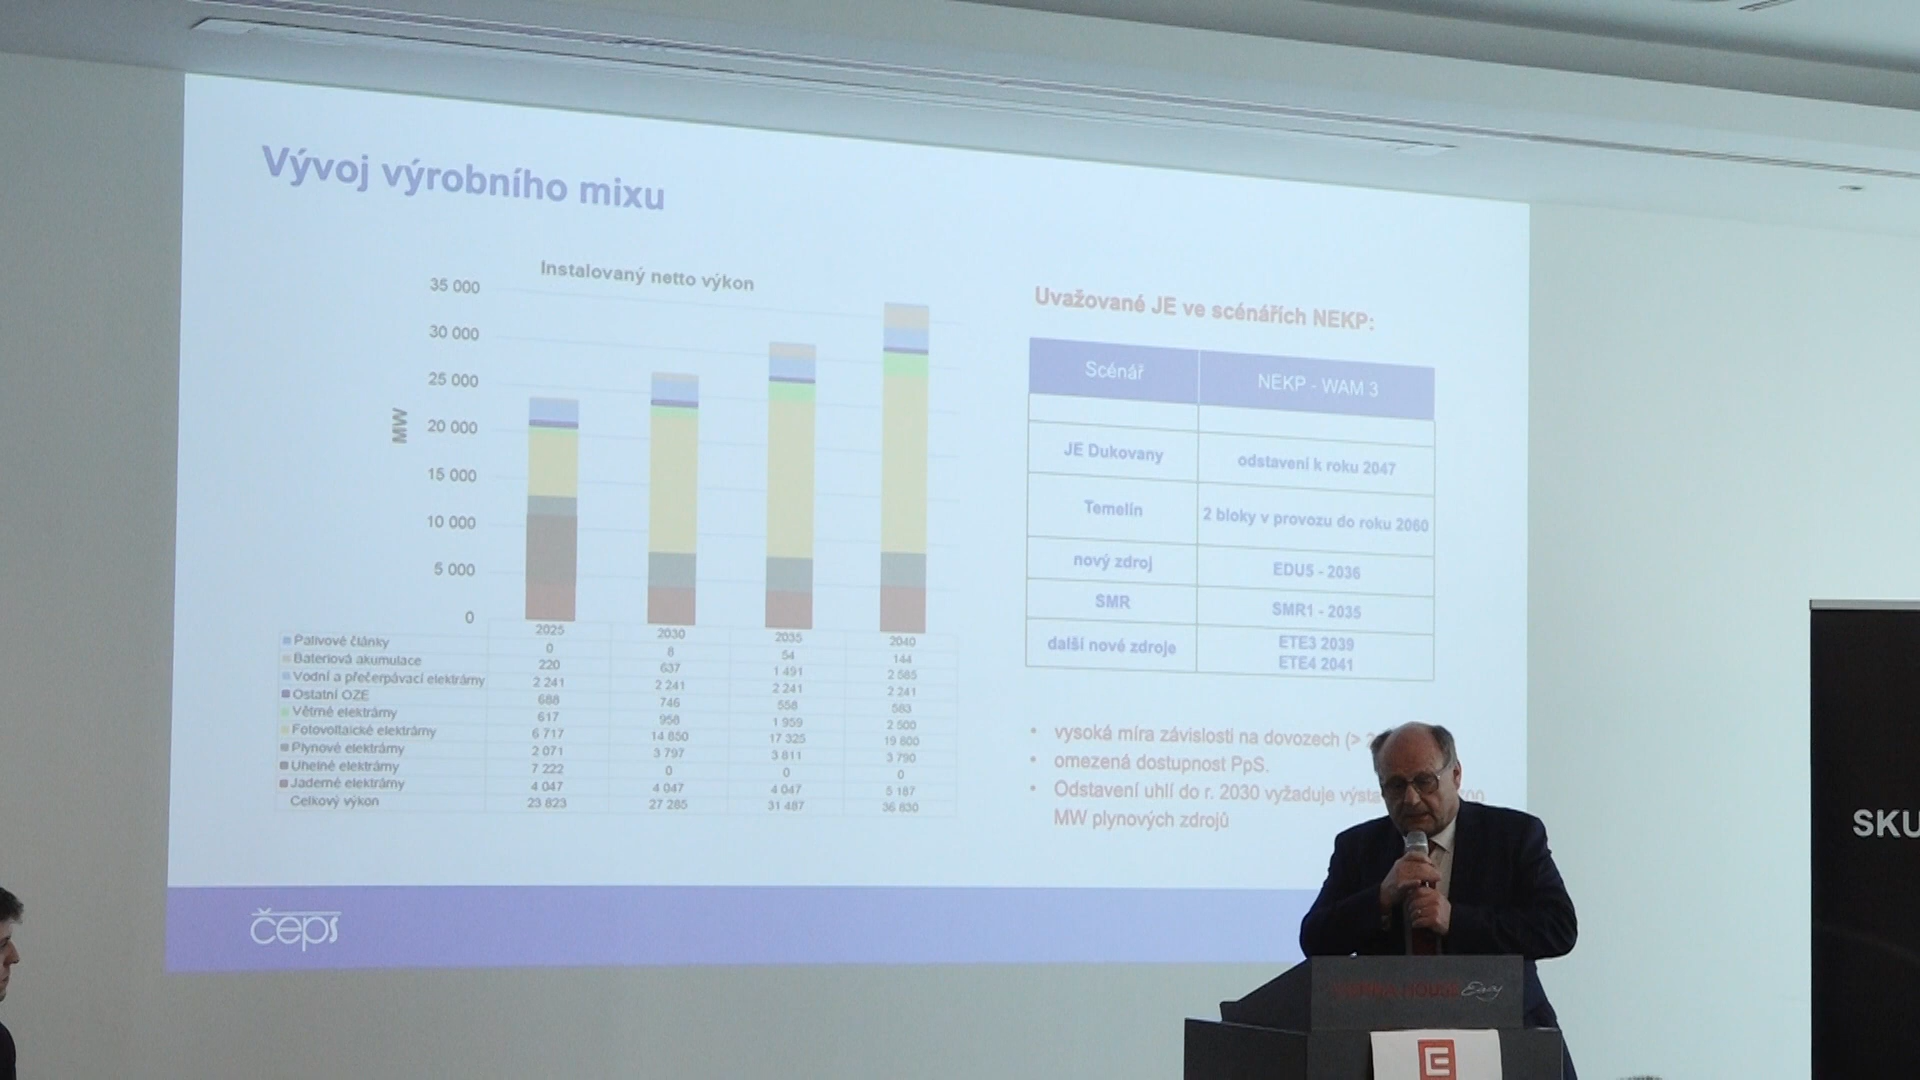 Vývoj výrobního mixu
Instalovaný netto výkon
MW
35 000
30 000
25 000
20 000
15 000
10 000
5 000
0
2025 2030 2035 2040
Palivové články 0 8 54 144
Bateriová akumulace 220 637 1 491 2 565
Vodní a přečerpávací elektrárny 2 241 2 241 2 241 2 241
Ostatní OZE 688 746 558 583
Větrné elektrárny 617 958 1 959 2 500
Fotovoltaické elektrárny 6 717 14 850 17 325 19 800
Plynové elektrárny 2 071 3 797 3 811 3 790
Uhelné elektrárny 7 222 0 0 0
Jaderné elektrárny 4 047 4 047 4 047 5 187
Celkový výkon 23 823 27 285 31 487 36 830
Uvažované JE ve scénářích NEKP:
Scénář NEKP - WAM 3
JE Dukovany odstavení k roku 2047
Temelín 2 bloky v provozu do roku 2060
nový zdroj EDU5 - 2036
SMR SMR1 - 2035
další nové zdroje ETE3 2039
ETE4 2041
• vysoká míra závislosti na dovozech (>
• omezená dostupnost PpS.
• Odstavení uhlí do r. 2030 vyžaduje
MW plynových zdrojů
čeps
SKU
HOUSE Easy